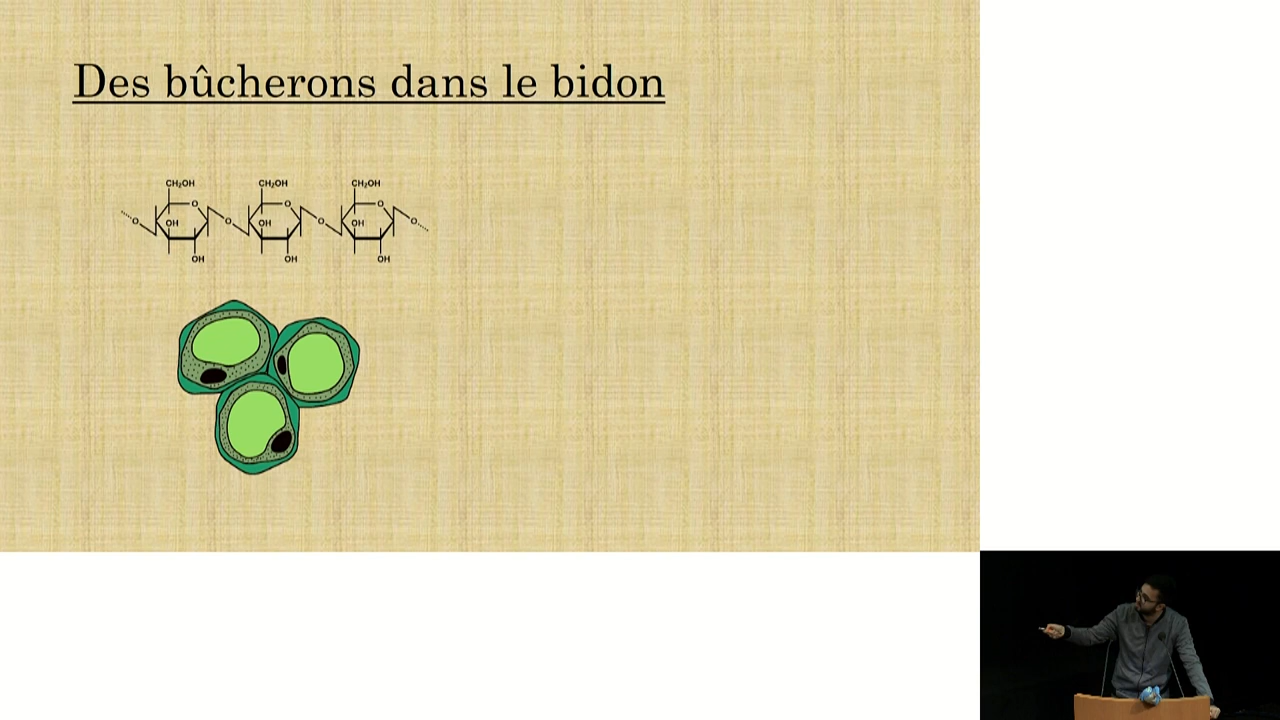 Des bûcherons dans le bidon
CH₂OH CH₂OH CH₂OH
O O O
OH OH OH
O O O O
OH OH OH